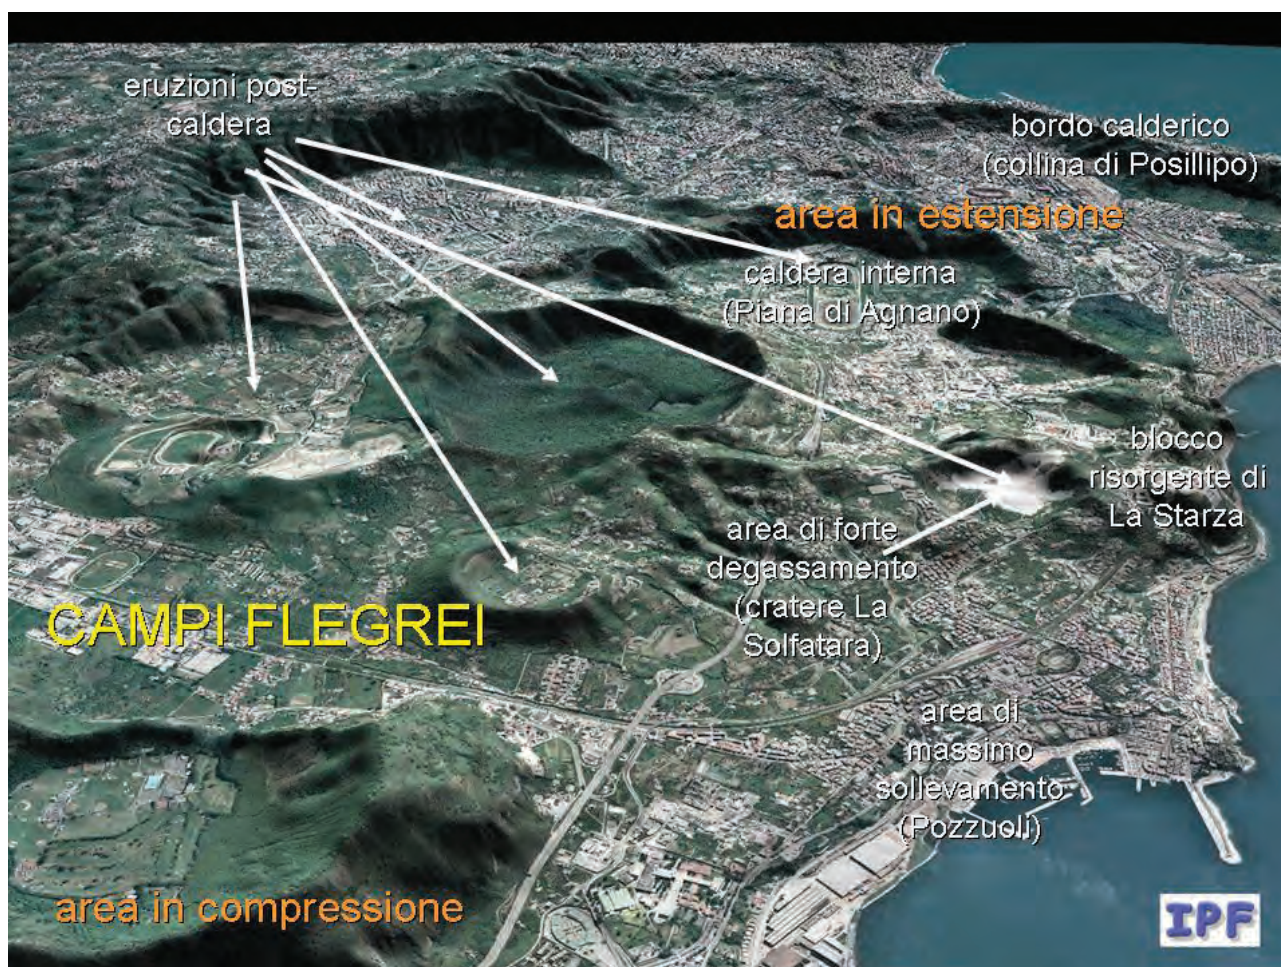 eruzioni post-
caldera
bordo calderico
(collina di Posillipo)
area in estensione
caldera interna
(Piana di Agnano)
blocco
risorgente di
La Starza
area di forte
degassamento
(cratere La
Solfatara)
CAMPI FLEGREI
area di
massimo
sollevamento
(Pozzuoli)
area in compressione
IPF